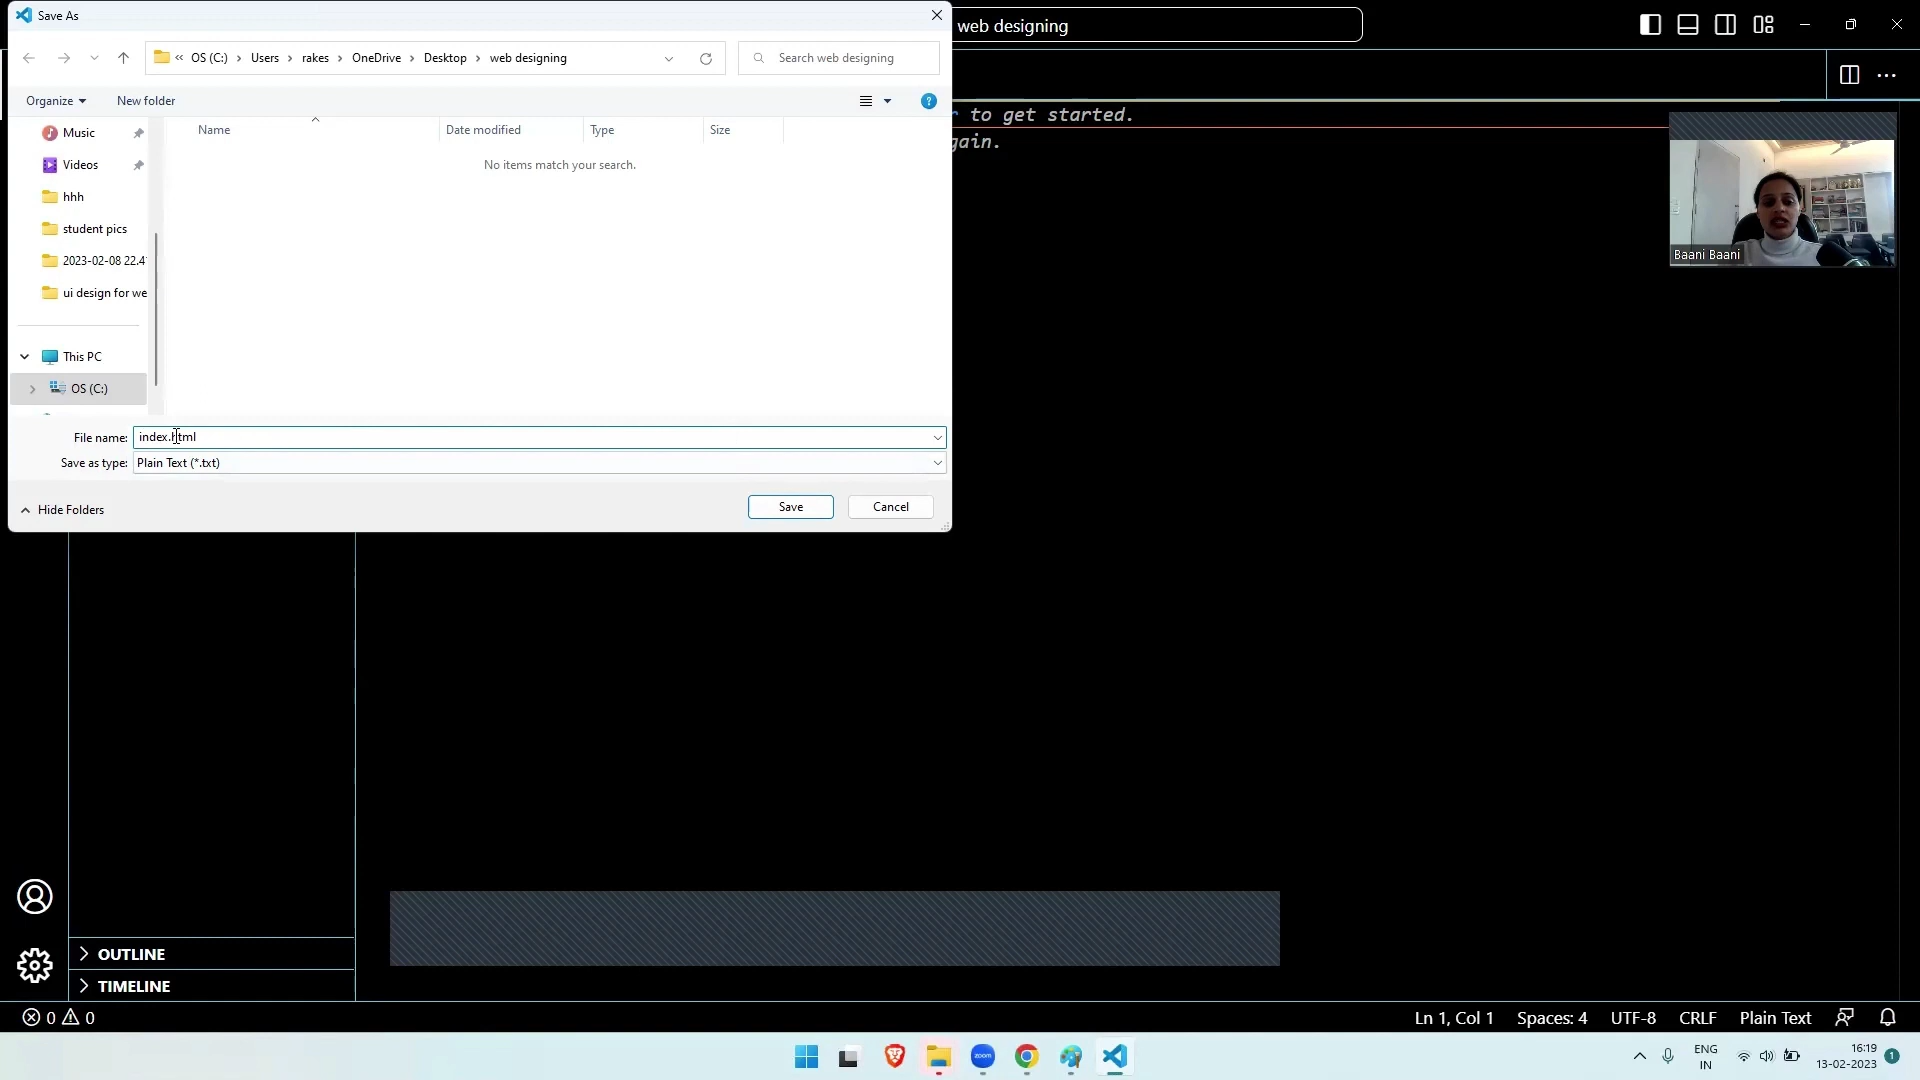 Save As
web designing
OS (C:) › Users › rakes › OneDrive › Desktop › web designing
Search web designing
Organize
New folder
to get started.
gain.
Name
Date modified
Type
Size
No items match your search.
Music
Videos
hhh
student pics
2023-02-08 22.4
ui design for we
This PC
OS (C:)
Baani Baani
File name: index.html
Save as type: Plain Text (*.txt)
Hide Folders
Save
Cancel
OUTLINE
TIMELINE
0 0
Ln 1, Col 1
Spaces: 4
UTF-8
CRLF
Plain Text
zoom
ENG
IN
16:19
13-02-2023
1